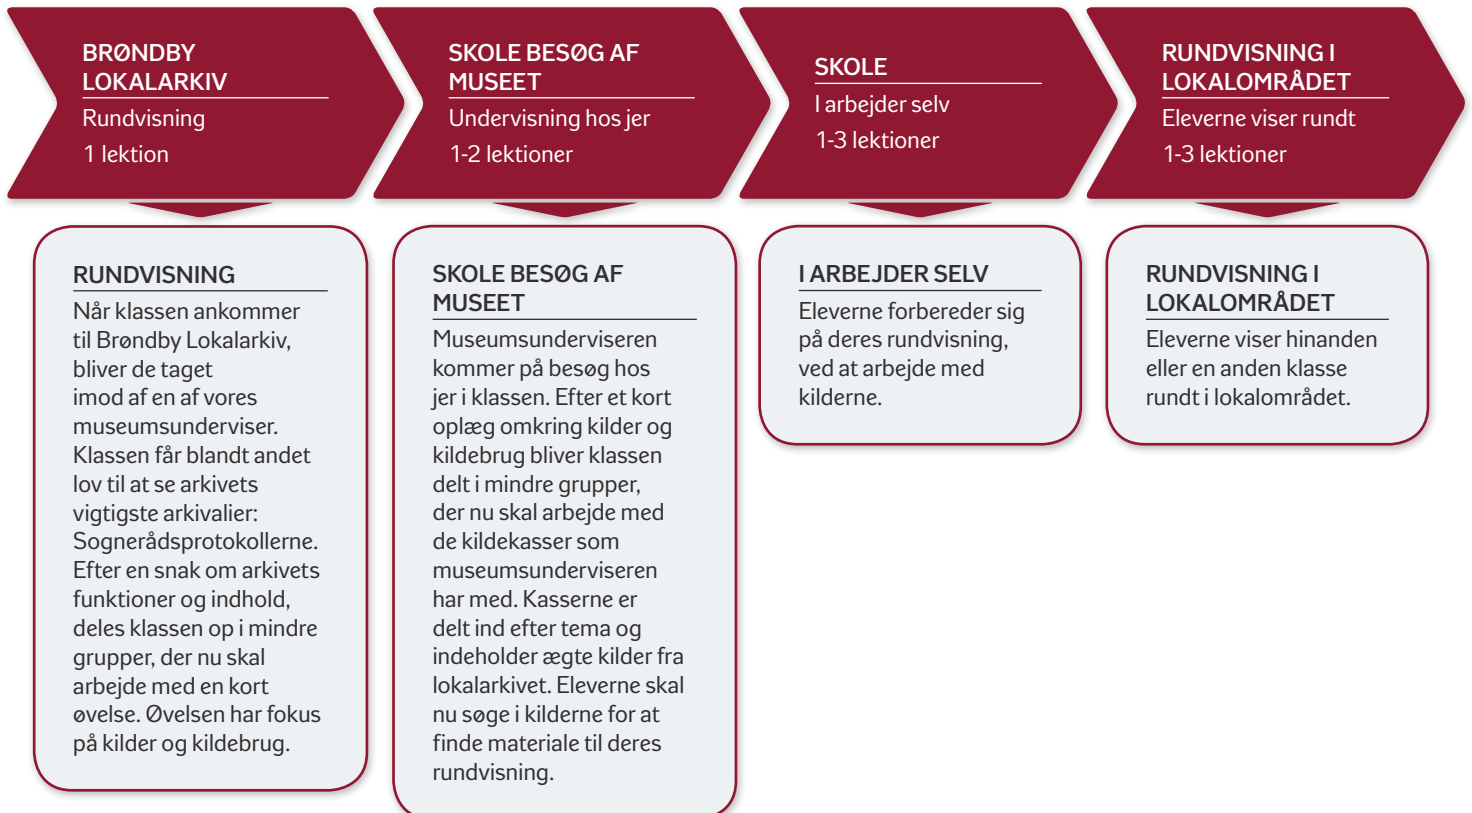 BRØNDBY
LOKALARKIV
Rundvisning
1 lektion
SKOLE BESØG AF
MUSEET
Undervisning hos jer
1-2 lektioner
SKOLE
I arbejder selv
1-3 lektioner
RUNDVISNING I
LOKALOMRÅDET
Eleverne viser rundt
1-3 lektioner
RUNDVISNING
Når klassen ankommer
til Brøndby Lokalarkiv,
bliver de taget
imod af en af vores
museumsunderviser.
Klassen får blandt andet
lov til at se arkivets
vigtigste arkivalier:
Sognerådsprotokollerne.
Efter en snak om arkivets
funktioner og indhold,
deles klassen op i mindre
grupper, der nu skal
arbejde med en kort
øvelse. Øvelsen har fokus
på kilder og kildebrug.
SKOLE BESØG AF
MUSEET
Museumsunderviseren
kommer på besøg hos
jer i klassen. Efter et kort
oplæg omkring kilder og
kildebrug bliver klassen
delt i mindre grupper,
der nu skal arbejde med
de kildekasser som
museumsunderviseren
har med. Kasserne er
delt ind efter tema og
indeholder ægte kilder fra
lokalarkivet. Eleverne skal
nu søge i kilderne for at
finde materiale til deres
rundvisning.
I ARBEJDER SELV
Eleverne forbereder sig
på deres rundvisning,
ved at arbejde med
kilderne.
RUNDVISNING I
LOKALOMRÅDET
Eleverne viser hinanden
eller en anden klasse
rundt i lokalområdet.